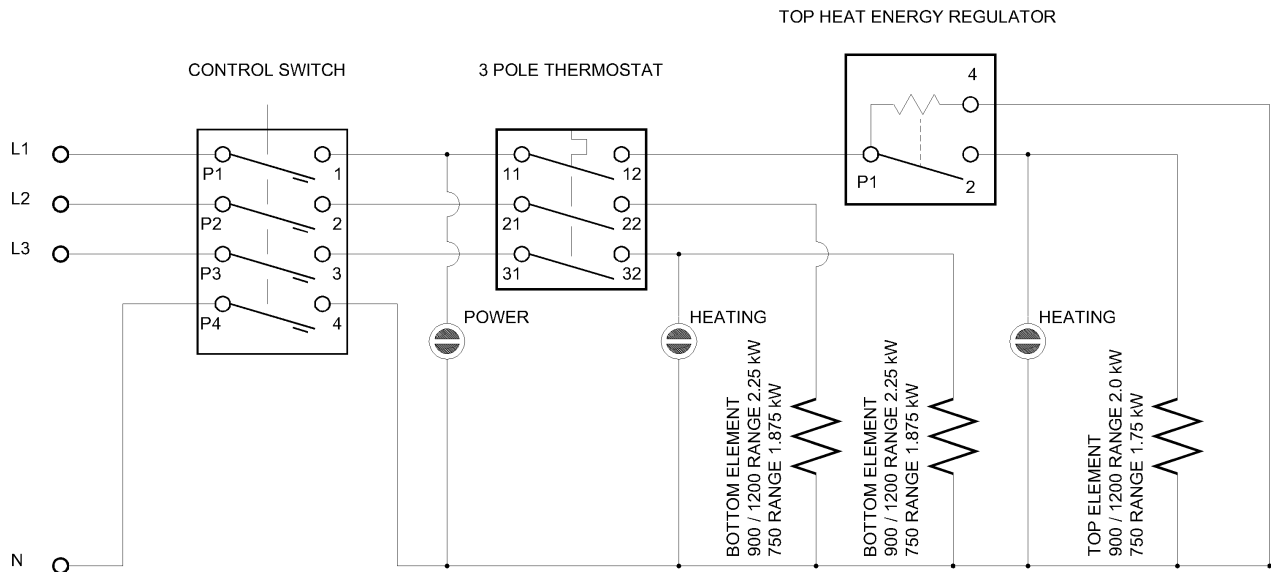 TOP HEAT ENERGY REGULATOR
CONTROL SWITCH
3 POLE THERMOSTAT
4
L1
P1
1
11
12
P1
2
L2
P2
2
21
22
L3
P3
3
31
32
P4
4
POWER
HEATING
HEATING
BOTTOM ELEMENT
900 / 1200 RANGE 2.25 kW
750 RANGE 1.875 kW
BOTTOM ELEMENT
900 / 1200 RANGE 2.25 kW
750 RANGE 1.875 kW
TOP ELEMENT
900 / 1200 RANGE 2.0 kW
750 RANGE 1.75 kW
N